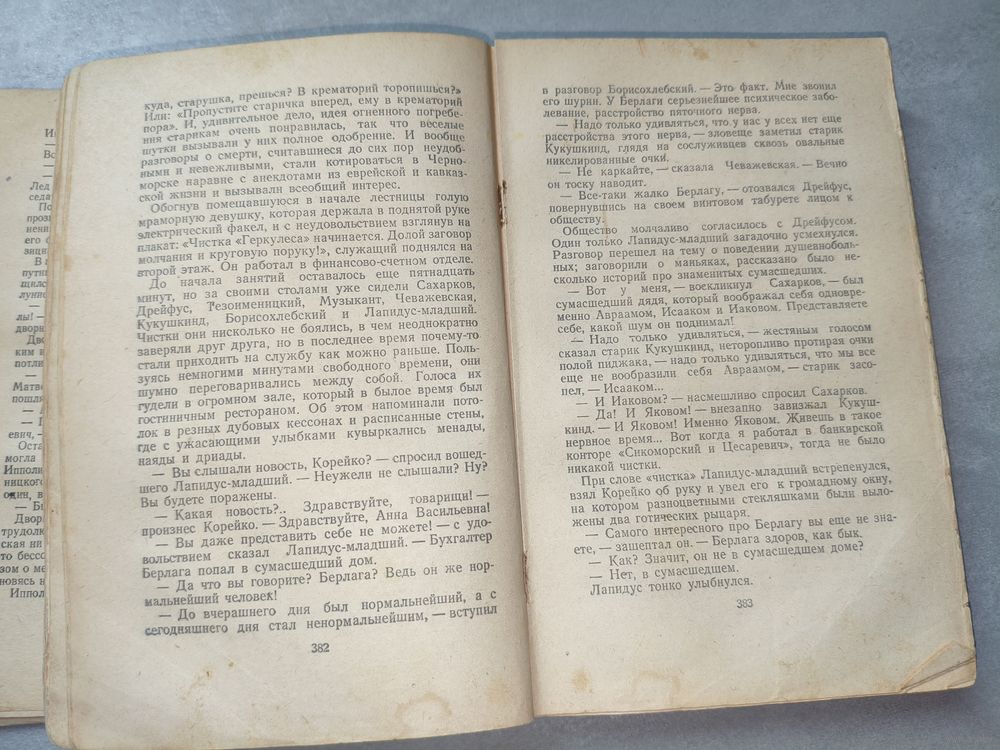 куда, старушка, прешься? В крематорий торопишься?»
Или: «Пропустите старичка вперед, ему в крематорий
пора». И, удивительное дело, идея огненного погребе-
ния старикам очень понравилась, так что веселые
шутки вызывали у них полное одобрение. И вообще
разговоры о смерти, считавшиеся до сих пор неудоб-
ными и невежливыми, стали котироваться в Черно-
морске наравне с анекдотами из еврейской и кавказ-
ской жизни и вызывали всеобщий интерес.
Обогнув помещавшуюся в начале лестницы голую
мраморную девушку, которая держала в поднятой руке
электрический факел, и с неудовольствием взглянув на
плакат: «Чистка «Геркулеса» начинается. Долой заговор
молчания и круговую поруку!», служащий поднялся на
второй этаж. Он работал в финансово-счетном отделе.
До начала занятий оставалось еще пятнадцать
минут, но за своими столами уже сидели Сахарков,
Дрейфус, Тезоименицкий, Музыкант, Чеважевская,
Кукушкинд, Борисохлебский и Лапидус-младший.
Чистки они нисколько не боялись, в чем неоднократно
заверяли друг друга, но в последнее время почему-то
стали приходить на службу как можно раньше. Поль-
зуясь немногими минутами свободного времени, они
шумно переговаривались между собой. Голоса их
гудели в огромном зале, который в былое время был
гостиничным рестораном. Об этом напоминали пото-
лок в резных дубовых кессонах и расписанные стены,
где с ужасающими улыбками кувыркались менады,
наяды и дриады.
— Вы слышали новость, Корейко? — спросил вошед-
шего Лапидус-младший. — Неужели не слышали? Ну?
Вы будете поражены.
— Какая новость?.. Здравствуйте, товарищи! —
произнес Корейко. — Здравствуйте, Анна Васильевна!
— Вы даже представить себе не можете! — с удо-
вольствием сказал Лапидус-младший. — Бухгалтер
Берлага попал в сумасшедший дом.
— Да что вы говорите? Берлага? Ведь он же нор-
мальнейший человек!
— До вчерашнего дня был нормальнейший, а с
сегодняшнего дня стал ненормальнейшим, — вступил
382
в разговор Борисохлебский. — Это факт. Мне звонил
его шурин. У Берлаги серьезнейшее психическое забо-
левание, расстройство пяточного нерва.
— Надо только удивляться, что у нас у всех нет еще
расстройства этого нерва, — зловеще заметил старик
Кукушкинд, глядя на сослуживцев сквозь овальные
никелированные очки.
— Не каркайте, — сказала Чеважевская. — Вечно
он тоску наводит.
— Все-таки жалко Берлагу, — отозвался Дрейфус,
повернувшись на своем винтовом табурете лицом к
обществу.
Общество молчаливо согласилось с Дрейфусом.
Один только Лапидус-младший загадочно усмехнулся.
Разговор перешел на тему о поведении душевноболь-
ных; заговорили о маньяках, рассказано было не-
сколько историй про знаменитых сумасшедших.
— Вот у меня, — воскликнул Сахарков, — был
сумасшедший дядя, который воображал себя одновре-
менно Авраамом, Исааком и Иаковом. Представляете
себе, какой шум он поднимал!
— Надо только удивляться, — жестяным голосом
сказал старик Кукушкинд, неторопливо протирая очки
полой пиджака, — надо только удивляться, что мы все
еще не вообразили себя Авраамом, — старик засо-
пел, — Исааком...
— И Иаковом? — насмешливо спросил Сахарков.
— Да! И Яковом! — внезапно завизжал Кукуш-
кинд. — И Яковом! Именно Яковом. Живешь в такое
нервное время... Вот когда я работал в банкирской
конторе «Сикоморский и Цесаревич», тогда не было
никакой чистки.
При слове «чистка» Лапидус-младший встрепенулся,
взял Корейко об руку и увел его к громадному окну,
на котором разноцветными стекляшками были выло-
жены два готических рыцаря.
— Самого интересного про Берлагу вы еще не зна-
ете, — зашептал он. — Берлага здоров, как бык.
— Как? Значит, он не в сумасшедшем доме?
— Нет, в сумасшедшем.
Лапидус тонко улыбнулся.
383